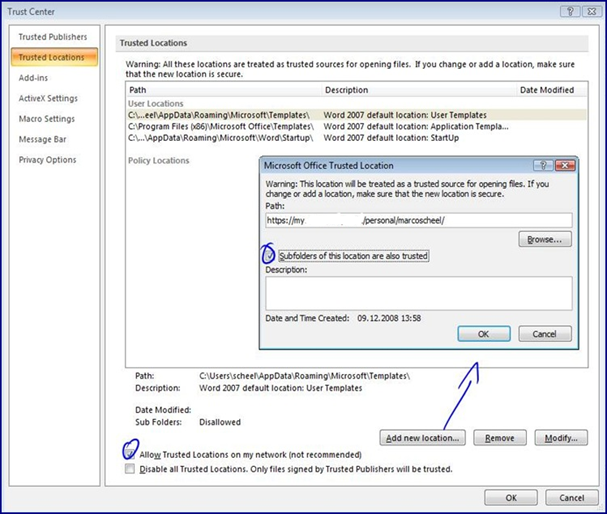 Trust Center
Trusted Publishers
Trusted Locations
Add-ins
ActiveX Settings
Macro Settings
Message Bar
Privacy Options
Trusted Locations
Warning: All these locations are treated as trusted sources for opening files. If you change or add a location, make sure
that the new location is secure.
Path Description Date Modified
User Locations
C:\...eel\AppData\Roaming\Microsoft\Templates\ Word 2007 default location: User Templates
C:\Program Files (x86)\Microsoft Office\Templates\ Word 2007 default location: Application Templa...
C:\...\AppData\Roaming\Microsoft\Word\Startup\ Word 2007 default location: StartUp
Policy Locations
Microsoft Office Trusted Location
Warning: This location will be treated as a trusted source for opening files. If you
change or add a location, make sure that the new location is secure.
Path:
https://my /personal/marcoscheel/
Browse...
Subfolders of this location are also trusted
Description:
Date and Time Created: 09.12.2008 13:58
OK Cancel
Path: C:\Users\scheel\AppData\Roaming\Microsoft\Templates\
Description: Word 2007 default location: User Templates
Date Modified:
Sub Folders: Disallowed
Add new location... Remove Modify...
Allow Trusted Locations on my network (not recommended)
Disable all Trusted Locations. Only files signed by Trusted Publishers will be trusted.
OK Cancel